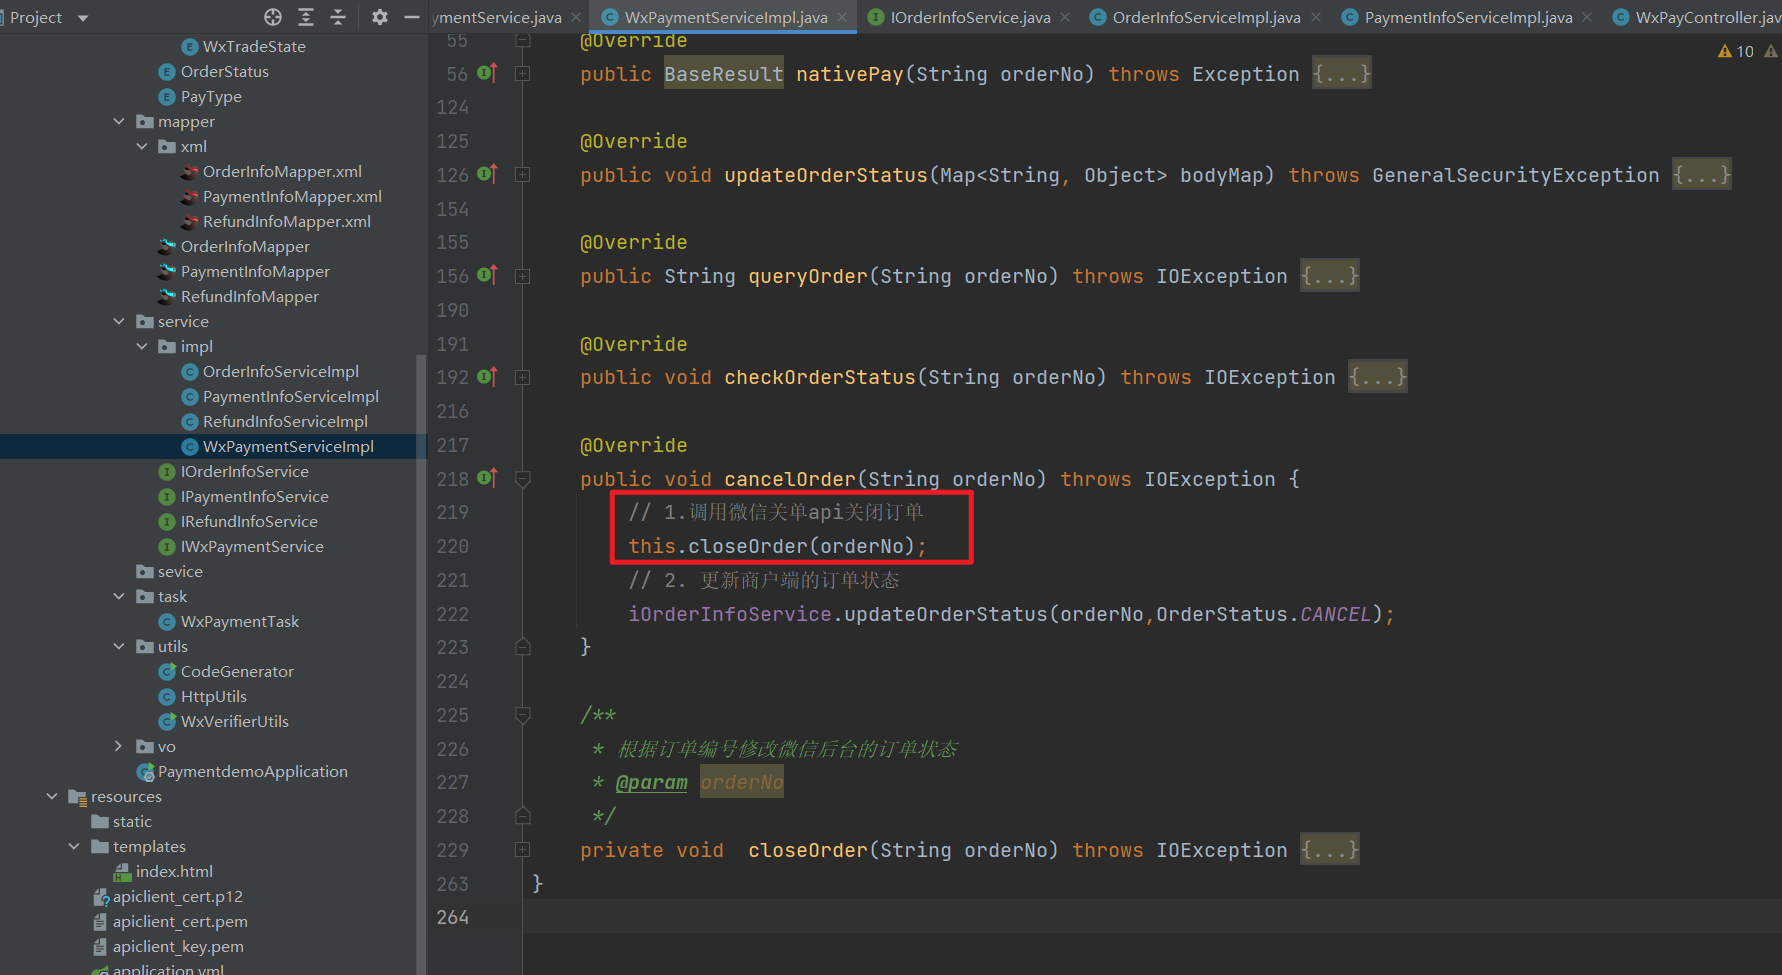 Project
ymentService.java
WxPaymentServiceImpl.java
IOrderInfoService.java
OrderInfoServiceImpl.java
PaymentInfoServiceImpl.java
WxPayController.jav
WxTradeState
OrderStatus
PayType
mapper
xml
OrderInfoMapper.xml
PaymentInfoMapper.xml
RefundInfoMapper.xml
OrderInfoMapper
PaymentInfoMapper
RefundInfoMapper
service
impl
OrderInfoServiceImpl
PaymentInfoServiceImpl
RefundInfoServiceImpl
WxPaymentServiceImpl
IOrderInfoService
IPaymentInfoService
IRefundInfoService
IWxPaymentService
sevice
task
WxPaymentTask
utils
CodeGenerator
HttpUtils
WxVerifierUtils
vo
PaymentdemoApplication
resources
static
templates
index.html
apiclient_cert.p12
apiclient_cert.pem
apiclient_key.pem
application.yml
10
55 @Override
56 public BaseResult nativePay(String orderNo) throws Exception {...}
124
125 @Override
126 public void updateOrderStatus(Map<String, Object> bodyMap) throws GeneralSecurityException {...}
154
155 @Override
156 public String queryOrder(String orderNo) throws IOException {...}
190
191 @Override
192 public void checkOrderStatus(String orderNo) throws IOException {...}
216
217 @Override
218 public void cancelOrder(String orderNo) throws IOException {
219 // 1.调用微信关单api关闭订单
220 this.closeOrder(orderNo);
221 // 2. 更新商户端的订单状态
222 iOrderInfoService.updateOrderStatus(orderNo,OrderStatus.CANCEL);
223 }
224
225 /**
226 * 根据订单编号修改微信后台的订单状态
227 * @param orderNo
228 */
229 private void  closeOrder(String orderNo) throws IOException {...}
263 }
264